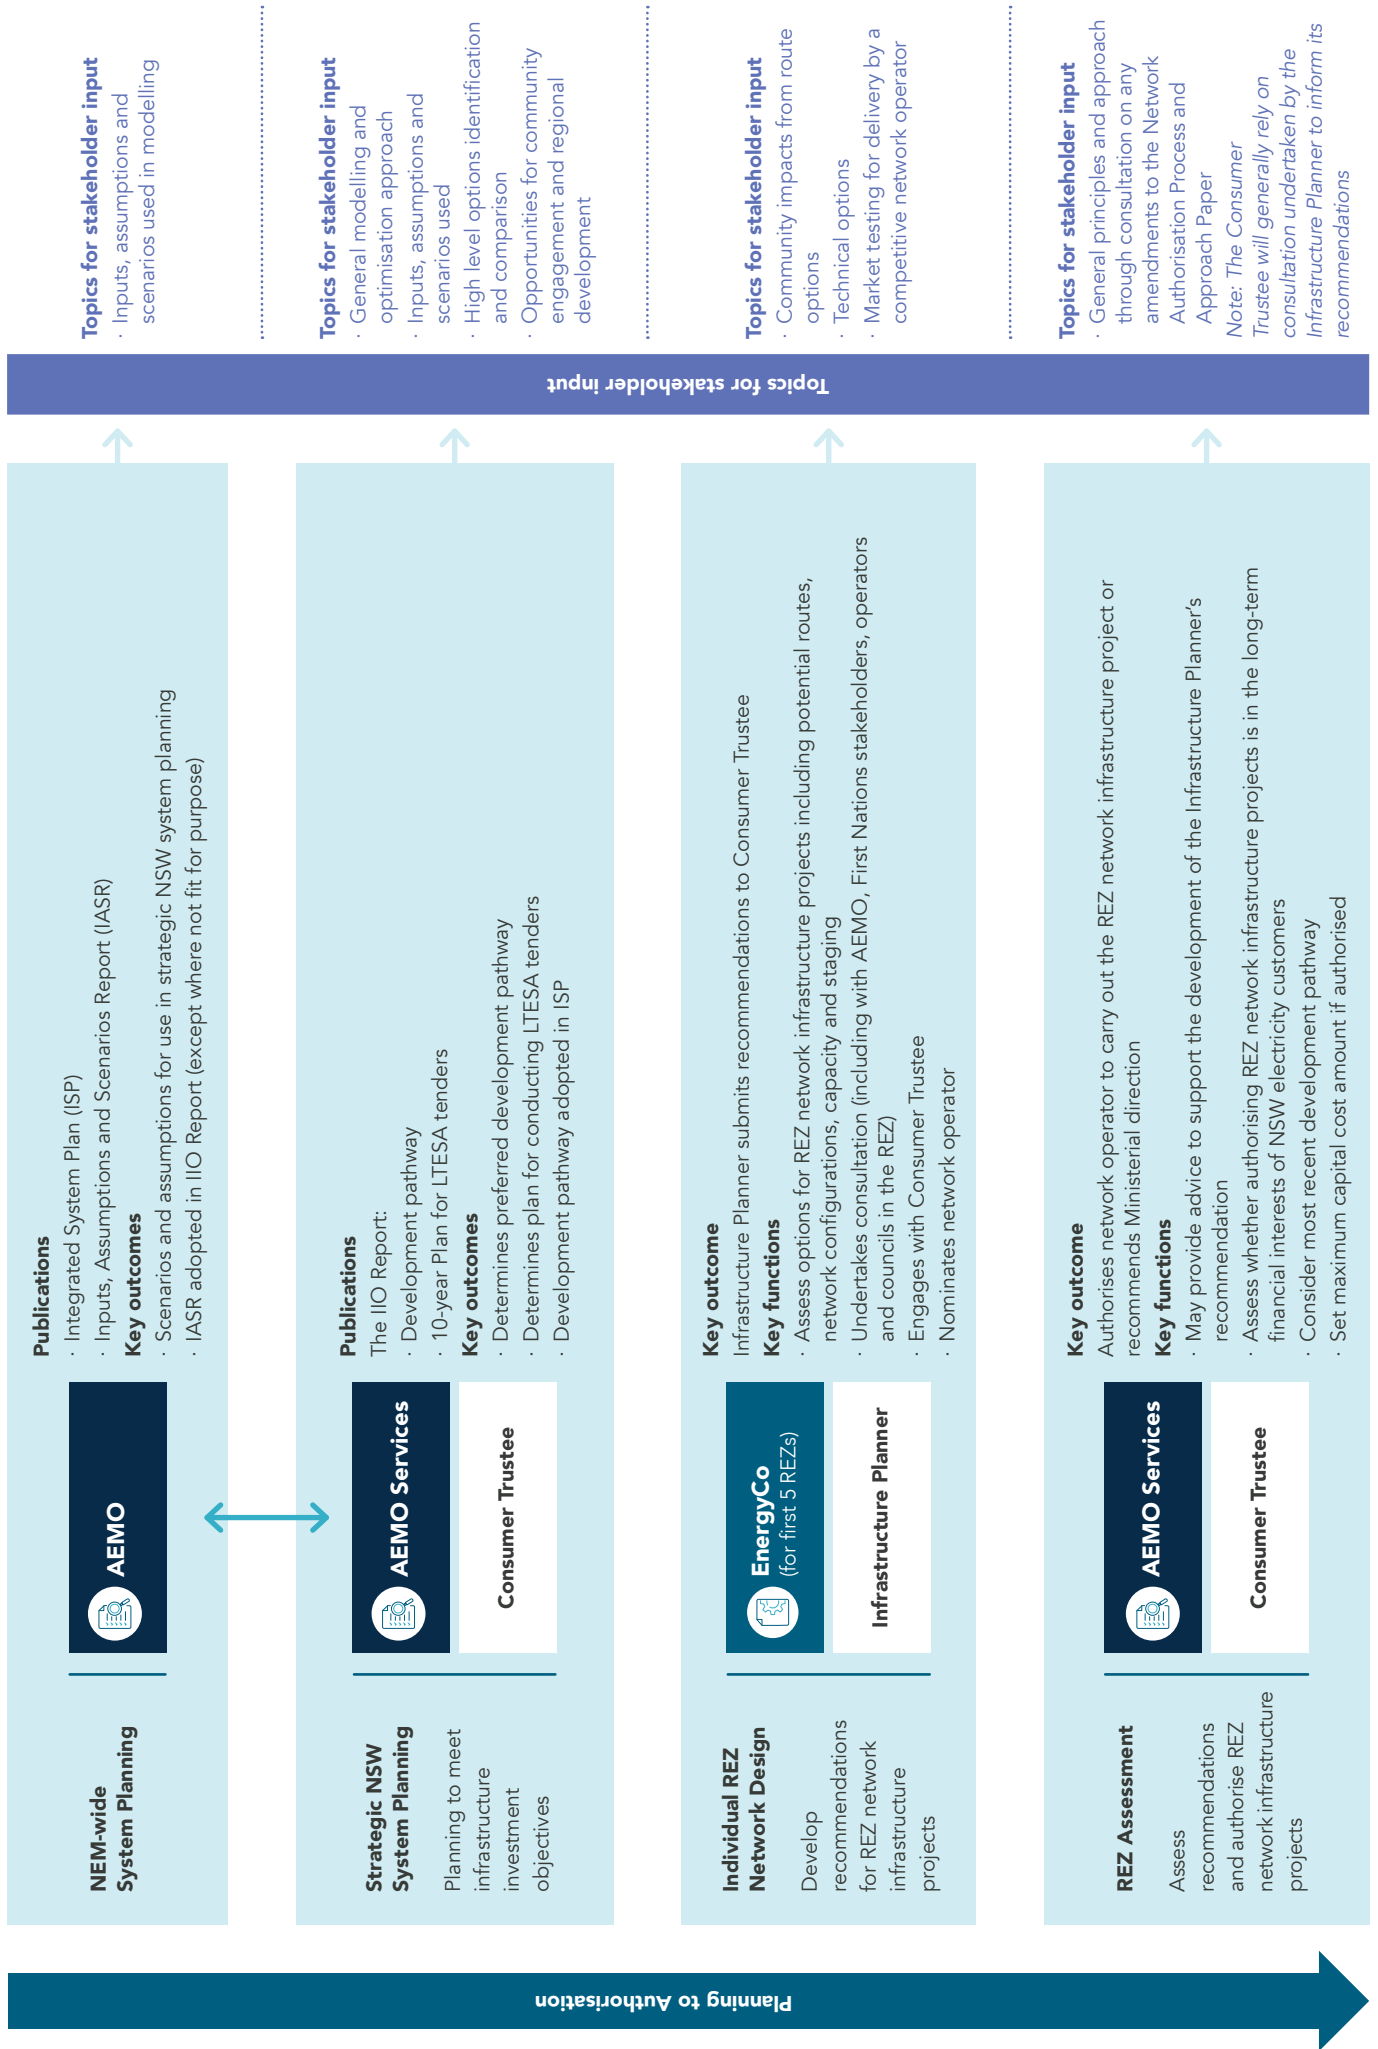 Planning to Authorisation
NEM-wide
System Planning
AEMO
Publications
· Integrated System Plan (ISP)
· Inputs, Assumptions and Scenarios Report (IASR)
Key outcomes
· Scenarios and assumptions for use in strategic NSW system planning
· IASR adopted in IIO Report (except where not fit for purpose)
Topics for stakeholder input
Topics for stakeholder input
· Inputs, assumptions and
scenarios used in modelling
Strategic NSW
System Planning
Planning to meet
infrastructure
investment
objectives
AEMO Services
Consumer Trustee
Publications
The IIO Report:
· Development pathway
· 10-year Plan for LTESA tenders
Key outcomes
· Determines preferred development pathway
· Determines plan for conducting LTESA tenders
· Development pathway adopted in ISP
Topics for stakeholder input
· General modelling and
optimisation approach
· Inputs, assumptions and
scenarios used
· High level options identification
and comparison
· Opportunities for community
engagement and regional
development
Individual REZ
Network Design
Develop
recommendations
for REZ network
infrastructure
projects
EnergyCo
(for first 5 REZs)
Infrastructure Planner
Key outcome
Infrastructure Planner submits recommendations to Consumer Trustee
Key functions
· Assess options for REZ network infrastructure projects including potential routes,
network configurations, capacity and staging
· Undertakes consultation (including with AEMO, First Nations stakeholders, operators
and councils in the REZ)
· Engages with Consumer Trustee
· Nominates network operator
Topics for stakeholder input
· Community impacts from route
options
· Technical options
· Market testing for delivery by a
competitive network operator
REZ Assessment
Assess
recommendations
and authorise REZ
network infrastructure
projects
AEMO Services
Consumer Trustee
Key outcome
Authorises network operator to carry out the REZ network infrastructure project or
recommends Ministerial direction
Key functions
· May provide advice to support the development of the Infrastructure Planner's
recommendation
· Assess whether authorising REZ network infrastructure projects is in the long-term
financial interests of NSW electricity customers
· Consider most recent development pathway
· Set maximum capital cost amount if authorised
Topics for stakeholder input
· General principles and approach
through consultation on any
amendments to the Network
Authorisation Process and
Approach Paper
Note: The Consumer
Trustee will generally rely on
consultation undertaken by the
Infrastructure Planner to inform its
recommendations